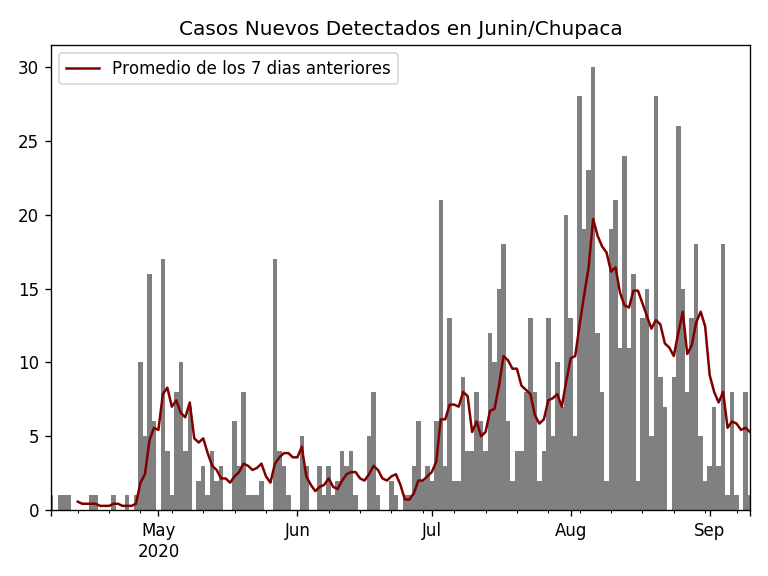 Casos Nuevos Detectados en Junin/Chupaca
Promedio de los 7 dias anteriores
30
25
20
15
10
5
0
May
2020
Jun
Jul
Aug
Sep